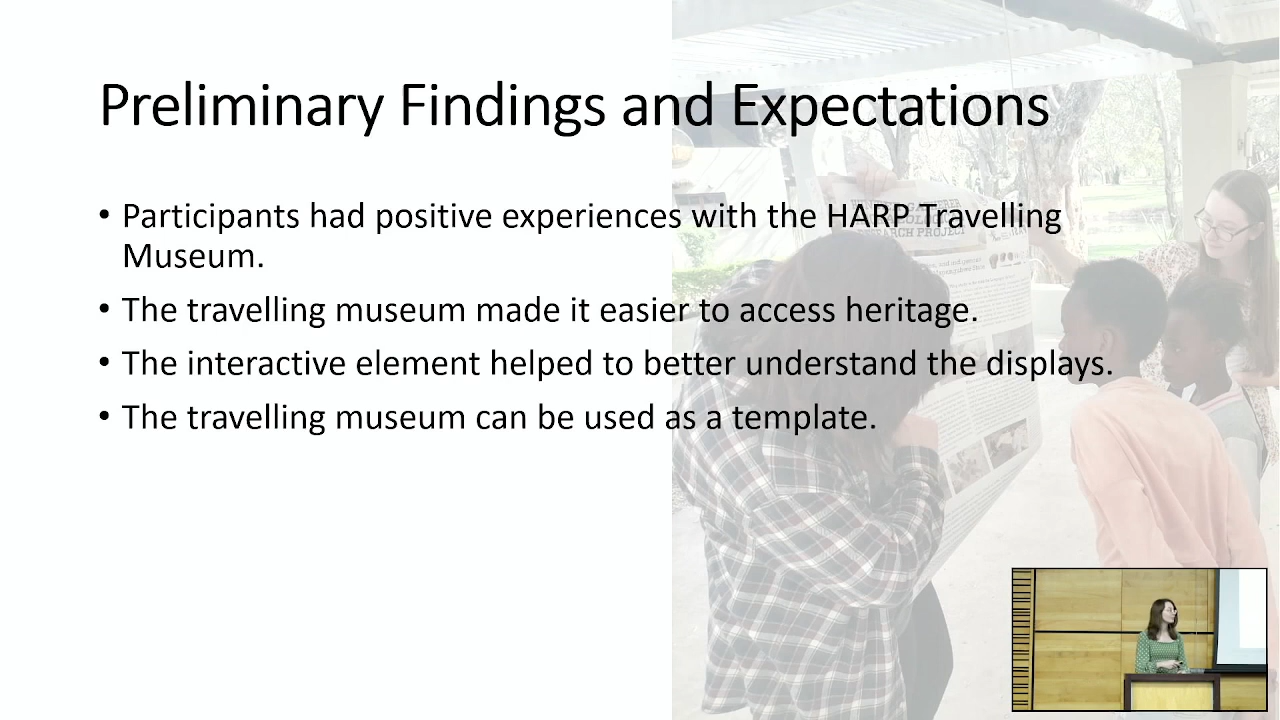 Preliminary Findings and Expectations
• Participants had positive experiences with the HARP Travelling
Museum.
• The travelling museum made it easier to access heritage.
• The interactive element helped to better understand the displays.
• The travelling museum can be used as a template.
RESEARCH PROJECT